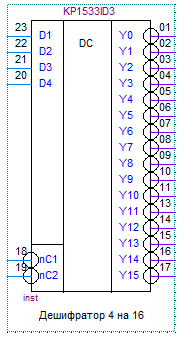 KP1533ID3
23 D1 DC Y0 01
22 D2 Y1 02
21 D3 Y2 03
20 D4 Y3 04
Y4 05
Y5 06
Y6 07
Y7 08
Y8 09
Y9 10
Y10 11
Y11 13
Y12 14
Y13 15
18 nC1 Y14 16
19 nC2 Y15 17
inst
Дешифратор 4 на 16